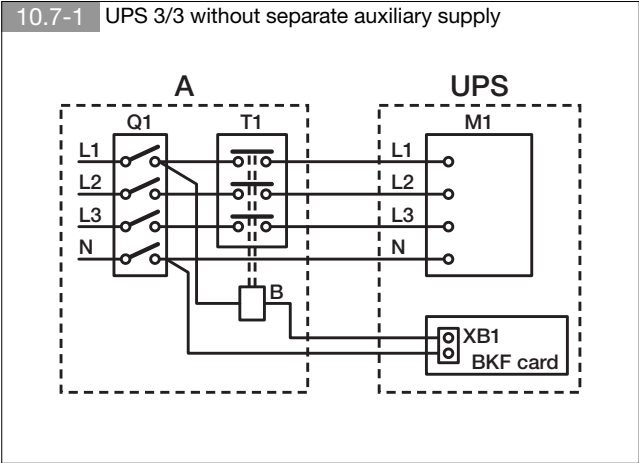 10.7-1 UPS 3/3 without separate auxiliary supply
A UPS
Q1 T1 M1
L1 L1
L2 L2
L3 L3
N N
B
XB1
BKF card